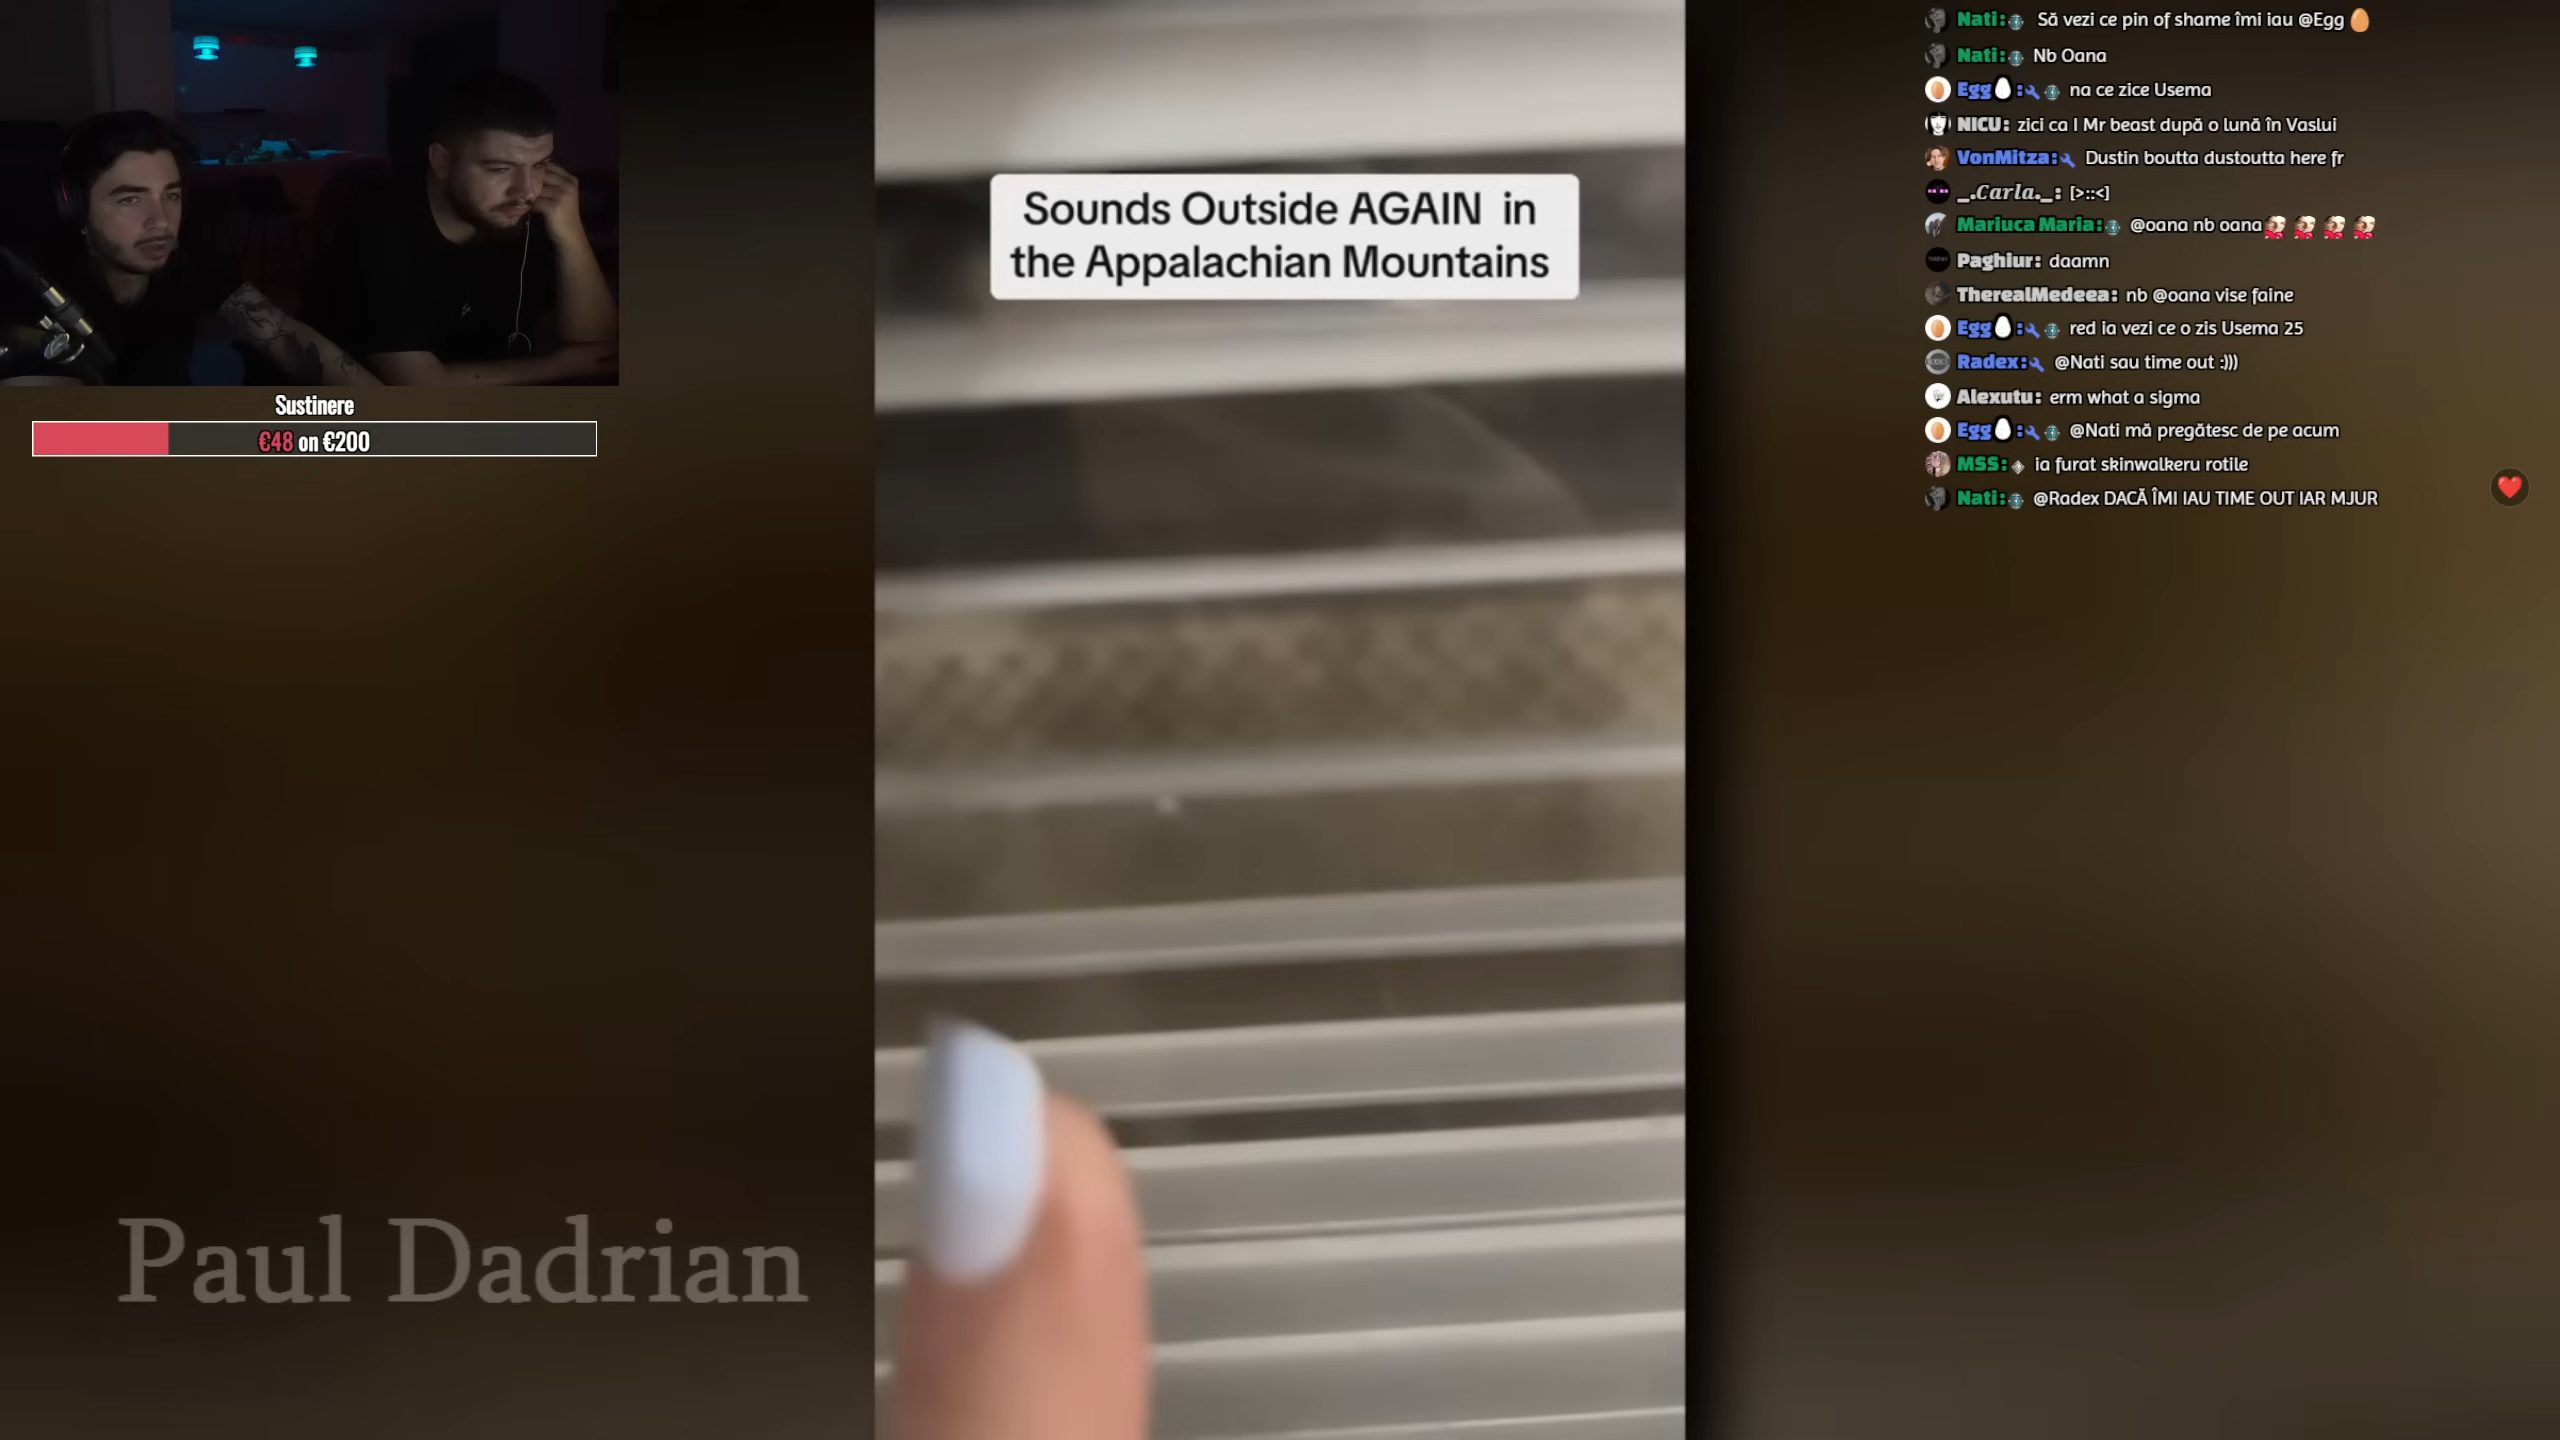 Sounds Outside AGAIN in
the Appalachian Mountains
Sustinere
€48 on €200
Paul Dadrian
Nati: Să vezi ce pin of shame îmi iau @Egg
Nati: Nb Oana
Egg: na ce zice Usema
NICU: zici ca I Mr beast după o lună în Vaslui
VonMitza: Dustin boutta dustoutta here fr
_.Carla._: [>::<]
Mariuca Maria: @oana nb oana
Paghiur: daamn
TherealMedeea: nb @oana vise faine
Egg: red ia vezi ce o zis Usema 25
Radex: @Nati sau time out :)))
Alexutu: erm what a sigma
Egg: @Nati mă pregătesc de pe acum
MSS: ia furat skinwalkeru rotile
Nati: @Radex DACĂ ÎMI IAU TIME OUT IAR MJUR